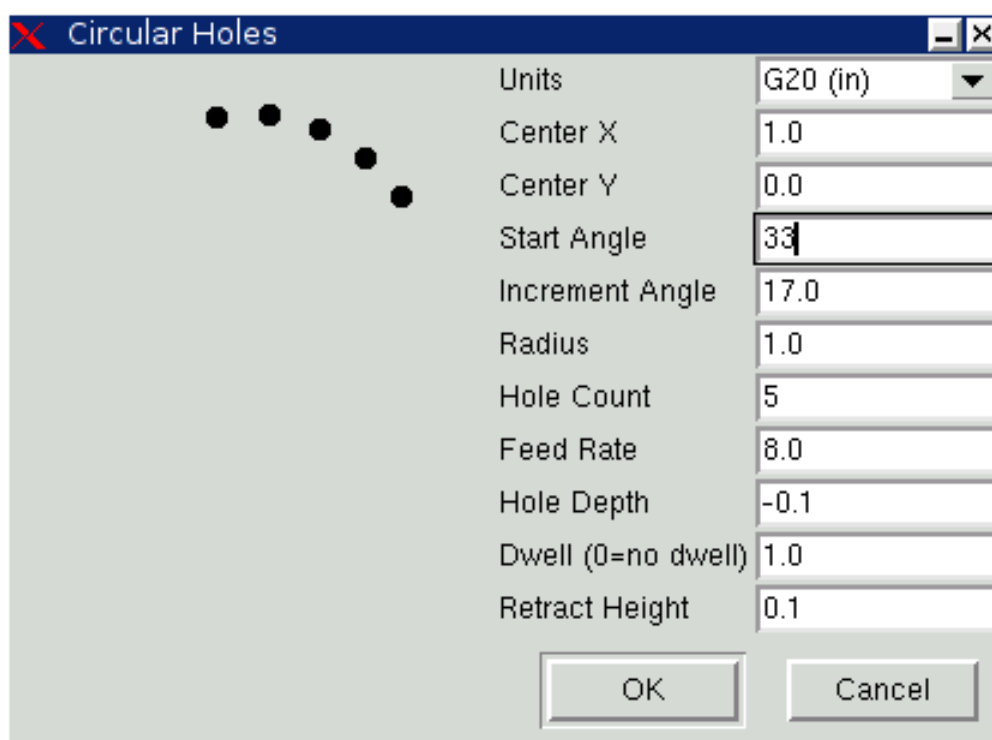 Circular Holes
Units G20 (in)
Center X 1.0
Center Y 0.0
Start Angle 33
Increment Angle 17.0
Radius 1.0
Hole Count 5
Feed Rate 8.0
Hole Depth -0.1
Dwell (0=no dwell) 1.0
Retract Height 0.1
OK Cancel